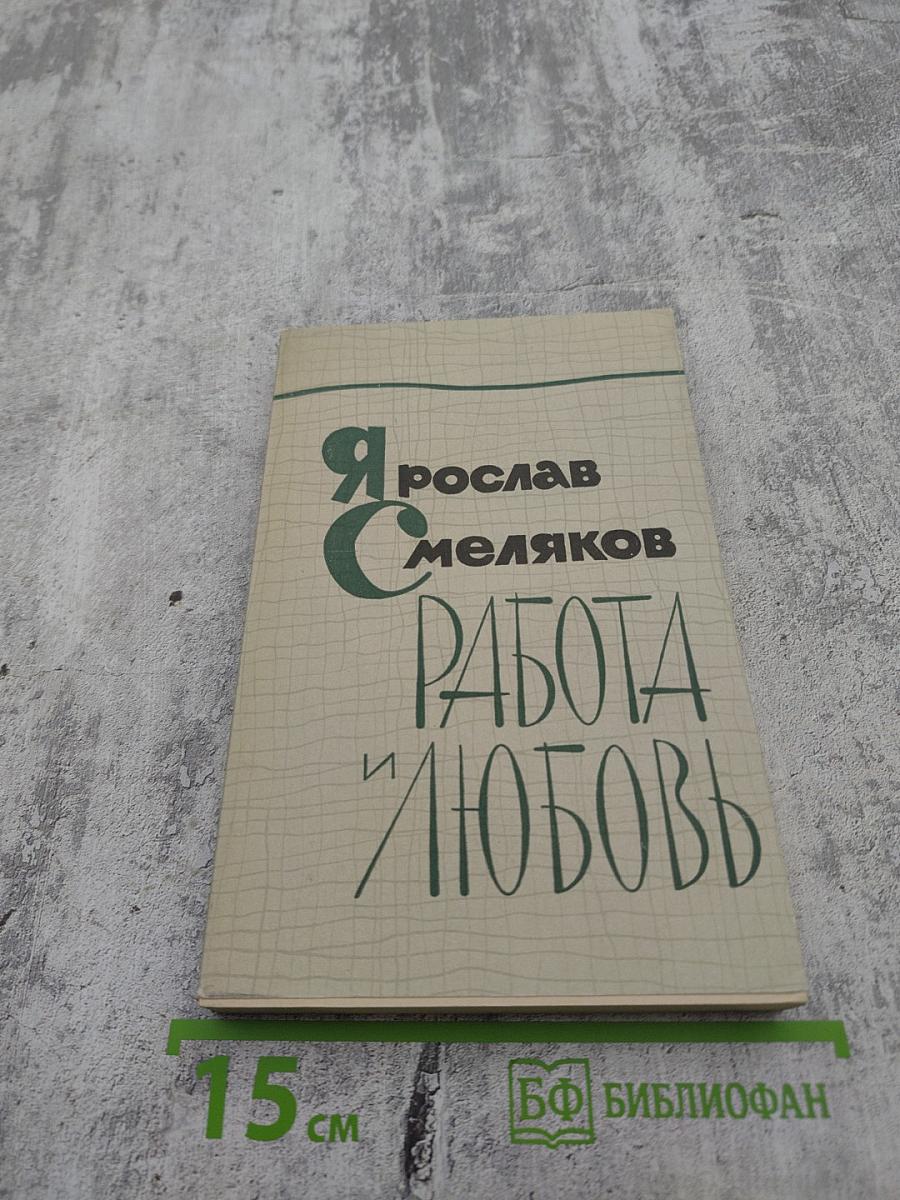 Ярослав
Смеляков
РАБОТА
и ЛЮБОВЬ
15 см
БФ БИБЛИОФАН